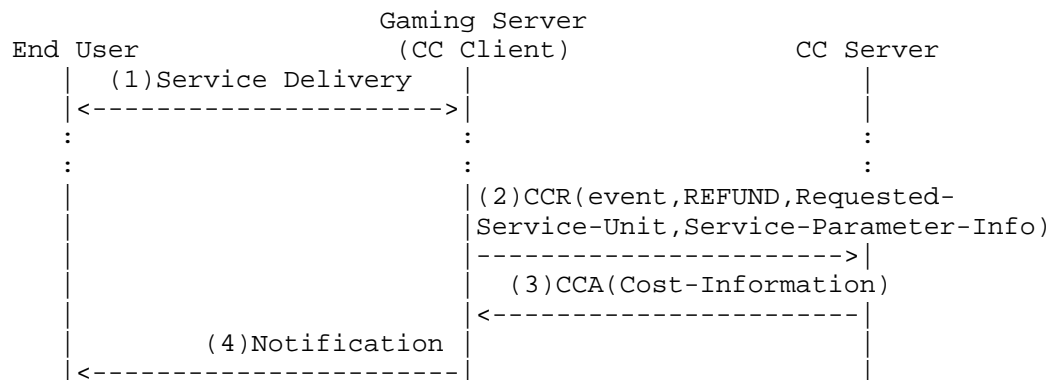 Gaming Server
End User (CC Client) CC Server
(1)Service Delivery
(2)CCR(event,REFUND,Requested-
Service-Unit,Service-Parameter-Info)
(3)CCA(Cost-Information)
(4)Notification